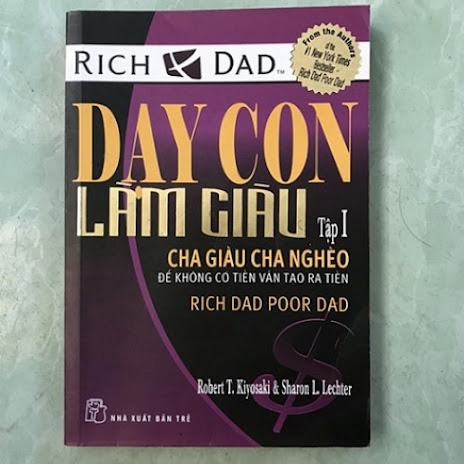 RICH DAD™
From the Authors
of the
#1 New York Times
Bestseller –
Rich Dad Poor Dad
DẠY CON
LÀM GIÀU Tập I
CHA GIÀU CHA NGHÈO
ĐỂ KHÔNG CÓ TIỀN VẪN TẠO RA TIỀN
RICH DAD POOR DAD
$
Robert T. Kiyosaki & Sharon L. Lechter
NHÀ XUẤT BẢN TRẺ